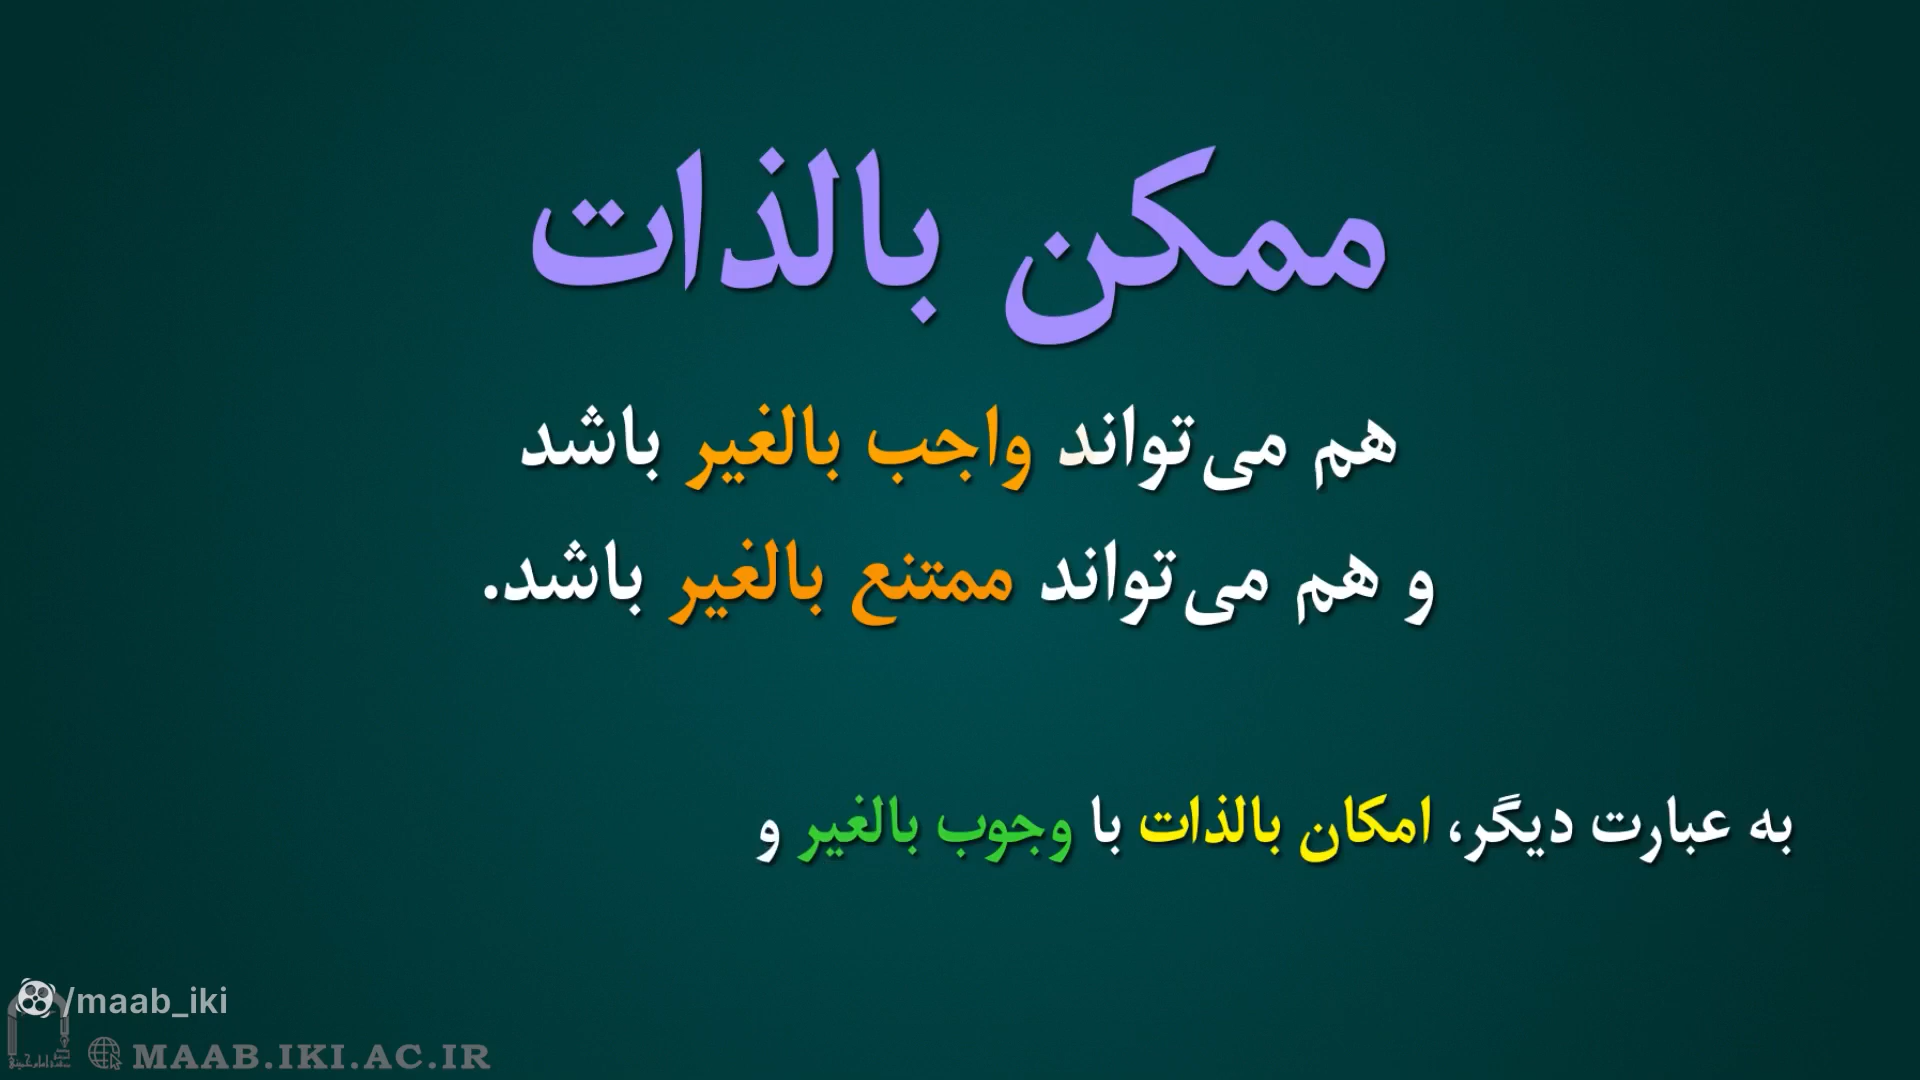 ممکن بالذات
هم می‌تواند واجب بالغیر باشد
و هم می‌تواند ممتنع بالغیر باشد.
به عبارت دیگر، امکان بالذات با وجوب بالغیر و
/maab_iki
MAAB.IKI.AC.IR